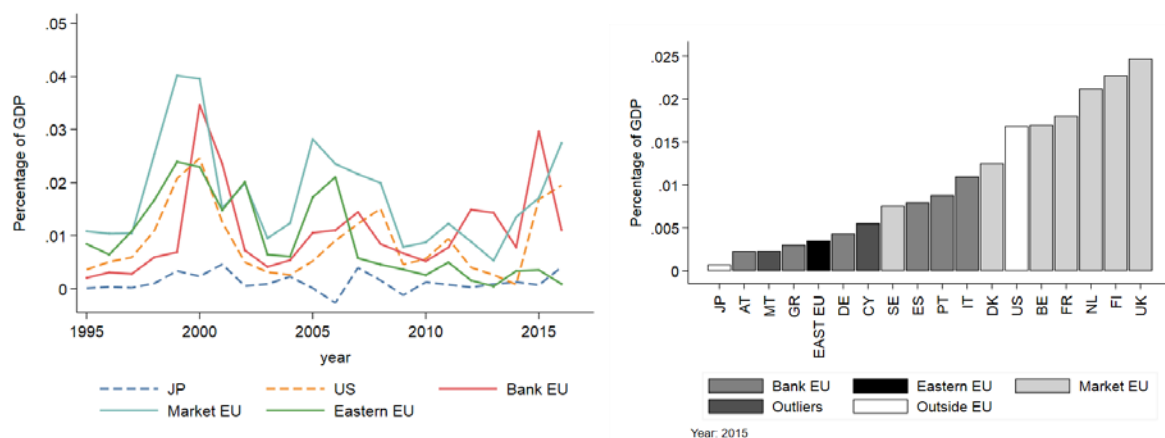 Percentage of GDP
.05
.04
.03
.02
.01
0
1995 2000 2005 2010 2015
year
JP US Bank EU
Market EU Eastern EU
Percentage of GDP
.025
.02
.015
.01
.005
0
JP AT MT GR EAST EU DE CY SE ES PT IT DK US BE FR NL FI UK
Bank EU Eastern EU Market EU
Outliers Outside EU
Year: 2015